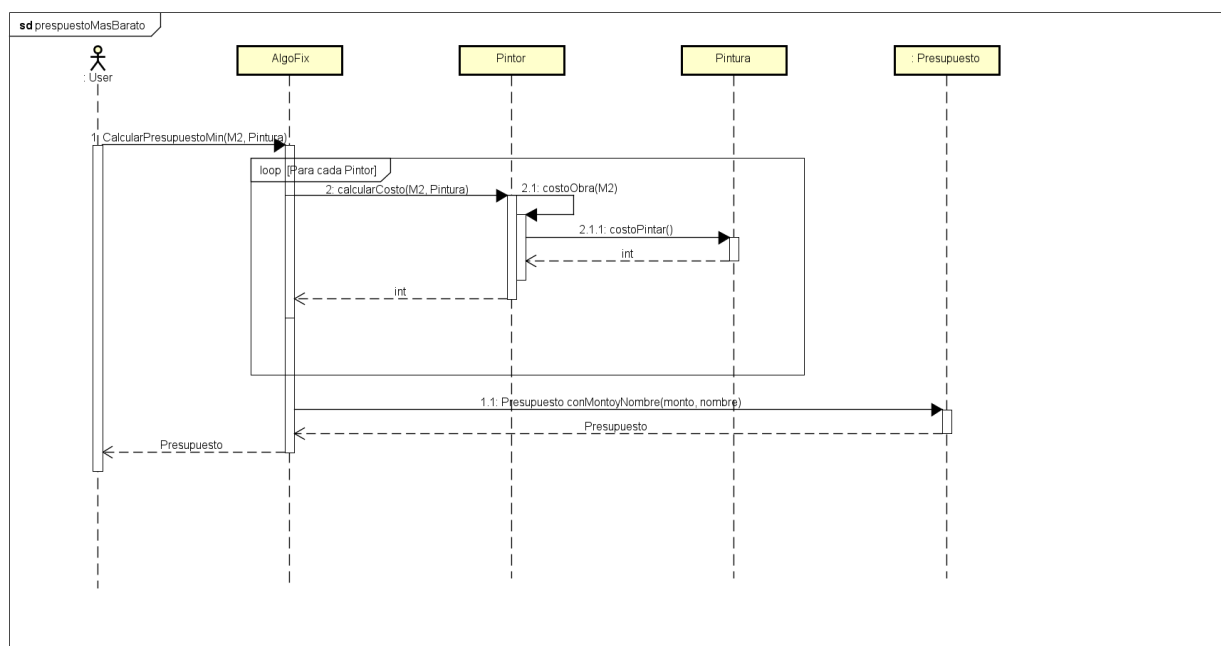 sd prespuestoMasBarato
: User
AlgoFix
Pintor
Pintura
: Presupuesto
1: CalcularPresupuestoMin(M2, Pintura)
loop [Para cada Pintor]
2: calcularCosto(M2, Pintura)
2.1: costoObra(M2)
2.1.1: costoPintar()
int
int
1.1: Presupuesto conMontoyNombre(monto, nombre)
Presupuesto
Presupuesto